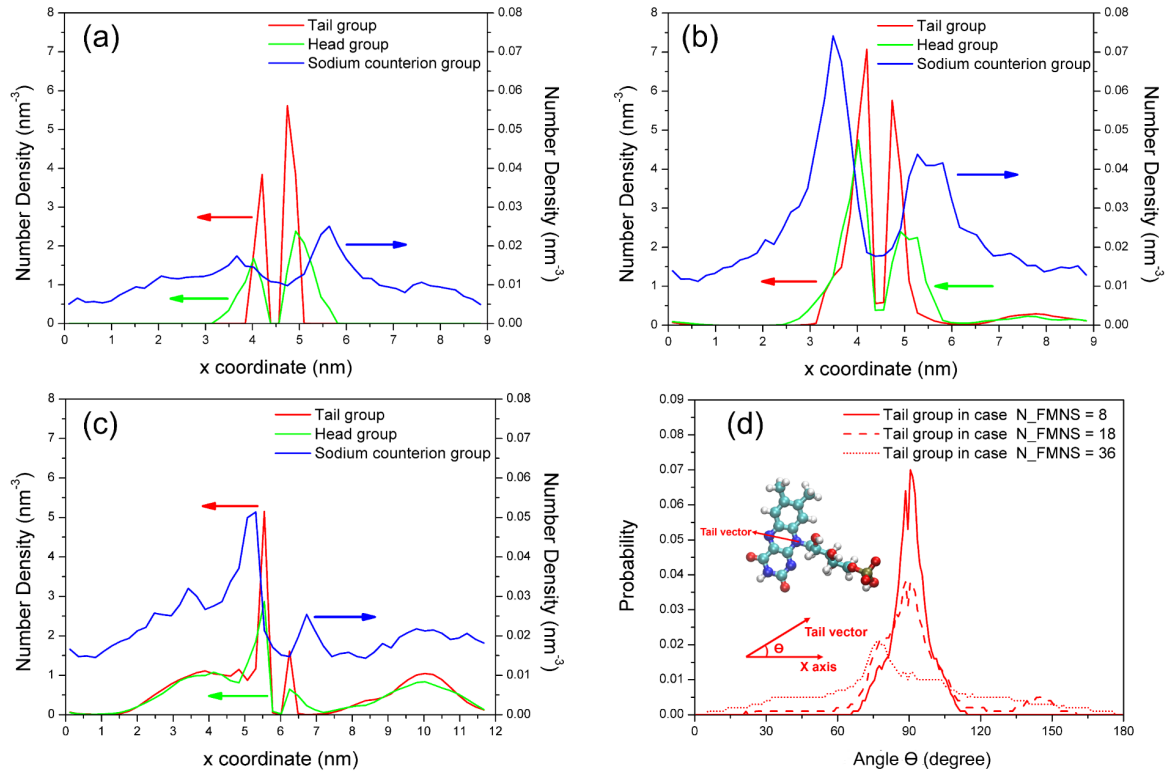 (a)
Tail group
Head group
Sodium counterion group
Number Density (nm⁻³)
8
7
6
5
4
3
2
1
0
0.08
0.07
0.06
0.05
0.04
0.03
0.02
0.01
0.00
Number Density (nm⁻³)
0 1 2 3 4 5 6 7 8 9
x coordinate (nm)
(b)
Tail group
Head group
Sodium counterion group
Number Density (nm⁻³)
8
7
6
5
4
3
2
1
0
0.08
0.07
0.06
0.05
0.04
0.03
0.02
0.01
0.00
Number Density (nm⁻³)
0 1 2 3 4 5 6 7 8 9
x coordinate (nm)
(c)
Tail group
Head group
Sodium counterion group
Number Density (nm⁻³)
8
7
6
5
4
3
2
1
0
0.08
0.07
0.06
0.05
0.04
0.03
0.02
0.01
0.00
Number Density (nm⁻³)
0 1 2 3 4 5 6 7 8 9 10 11 12
x coordinate (nm)
(d)
Tail group in case N_FMNS = 8
Tail group in case N_FMNS = 18
Tail group in case N_FMNS = 36
Probability
0.09
0.08
0.07
0.06
0.05
0.04
0.03
0.02
0.01
0.00
Tail vector
Tail vector
Θ
X axis
0 30 60 90 120 150 180
Angle Θ (degree)